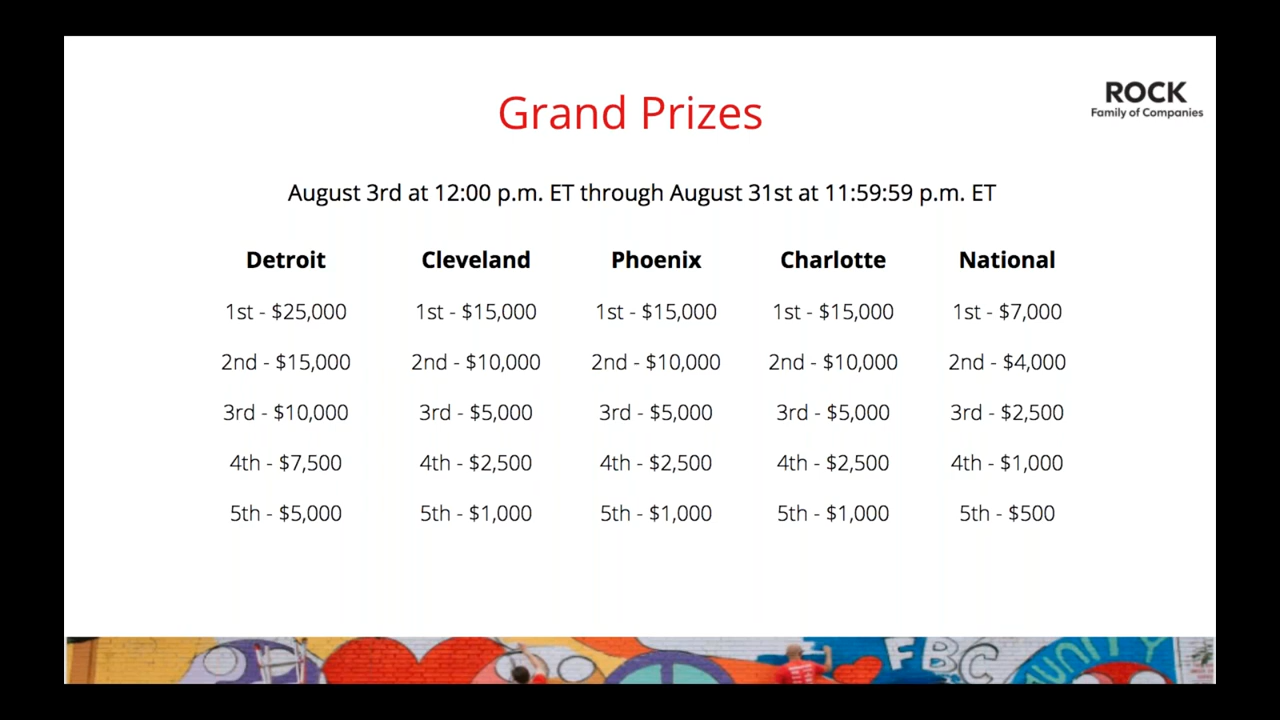 ROCK
Family of Companies
Grand Prizes
August 3rd at 12:00 p.m. ET through August 31st at 11:59:59 p.m. ET
Detroit Cleveland Phoenix Charlotte National
1st - $25,000 1st - $15,000 1st - $15,000 1st - $15,000 1st - $7,000
2nd - $15,000 2nd - $10,000 2nd - $10,000 2nd - $10,000 2nd - $4,000
3rd - $10,000 3rd - $5,000 3rd - $5,000 3rd - $5,000 3rd - $2,500
4th - $7,500 4th - $2,500 4th - $2,500 4th - $2,500 4th - $1,000
5th - $5,000 5th - $1,000 5th - $1,000 5th - $1,000 5th - $500
FBC